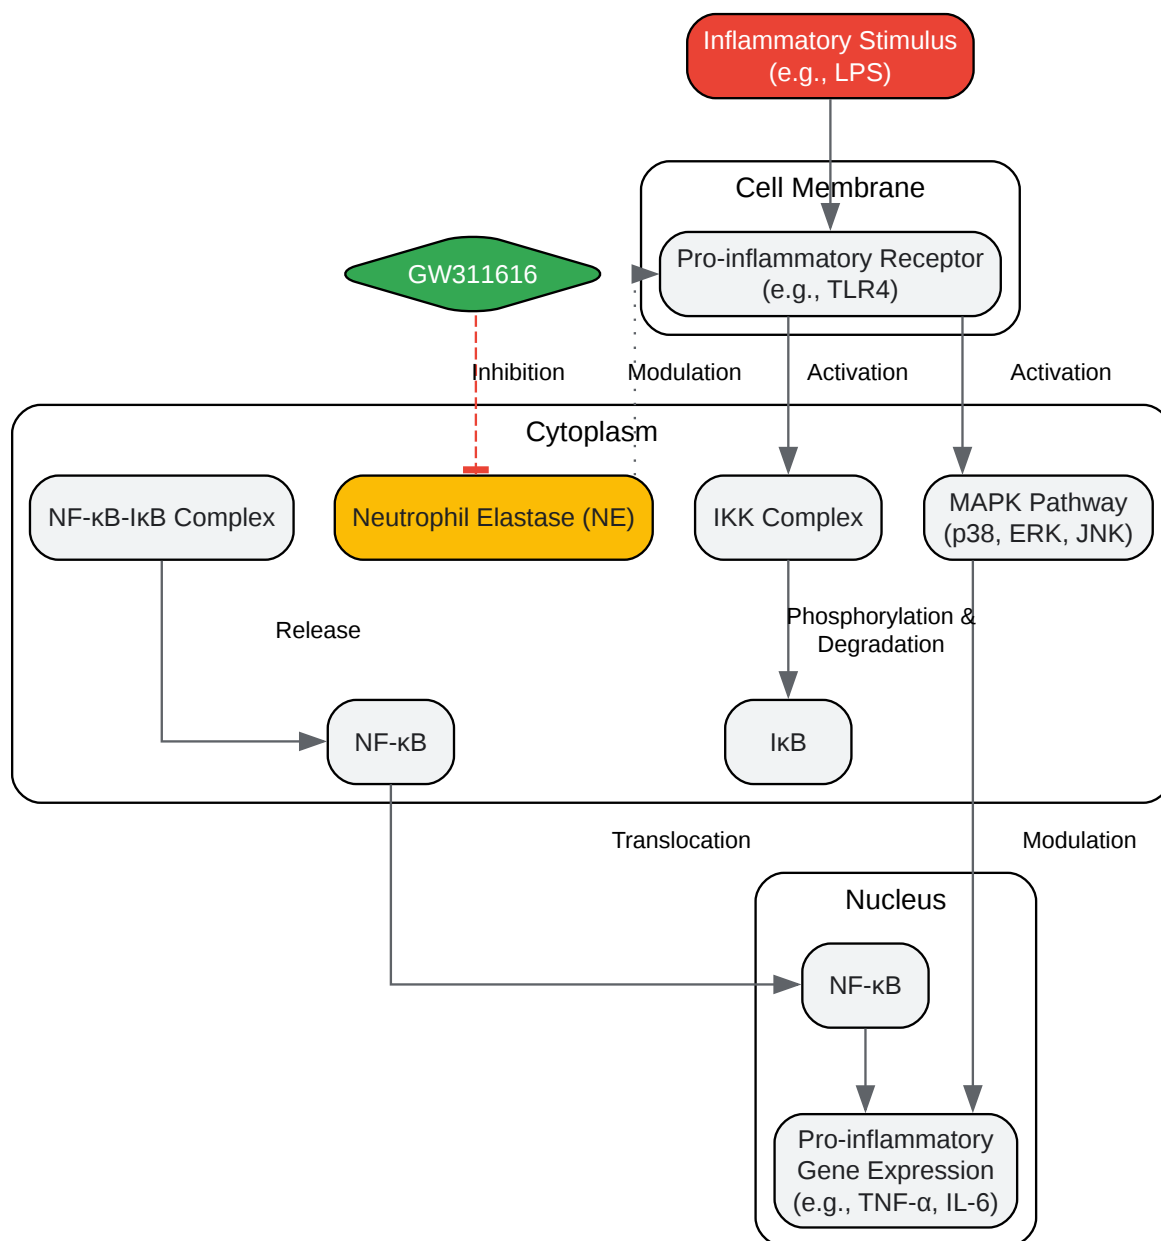 Inflammatory Stimulus
(e.g., LPS)
Cell Membrane
GW311616
Pro-inflammatory Receptor
(e.g., TLR4)
Inhibition
Modulation
Activation
Activation
Cytoplasm
NF-κB-IκB Complex
Neutrophil Elastase (NE)
IKK Complex
MAPK Pathway
(p38, ERK, JNK)
Release
Phosphorylation &
Degradation
NF-κB
IκB
Translocation
Modulation
Nucleus
NF-κB
Pro-inflammatory
Gene Expression
(e.g., TNF-α, IL-6)